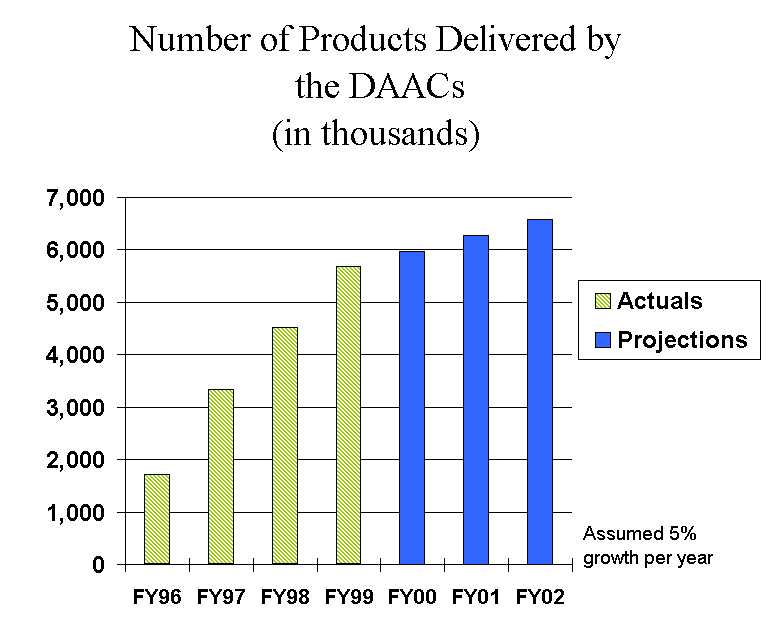 Number of Products Delivered by
the DAACs
(in thousands)
7,000
6,000
5,000
4,000
3,000
2,000
1,000
0
FY96 FY97 FY98 FY99 FY00 FY01 FY02
Actuals
Projections
Assumed 5%
growth per year